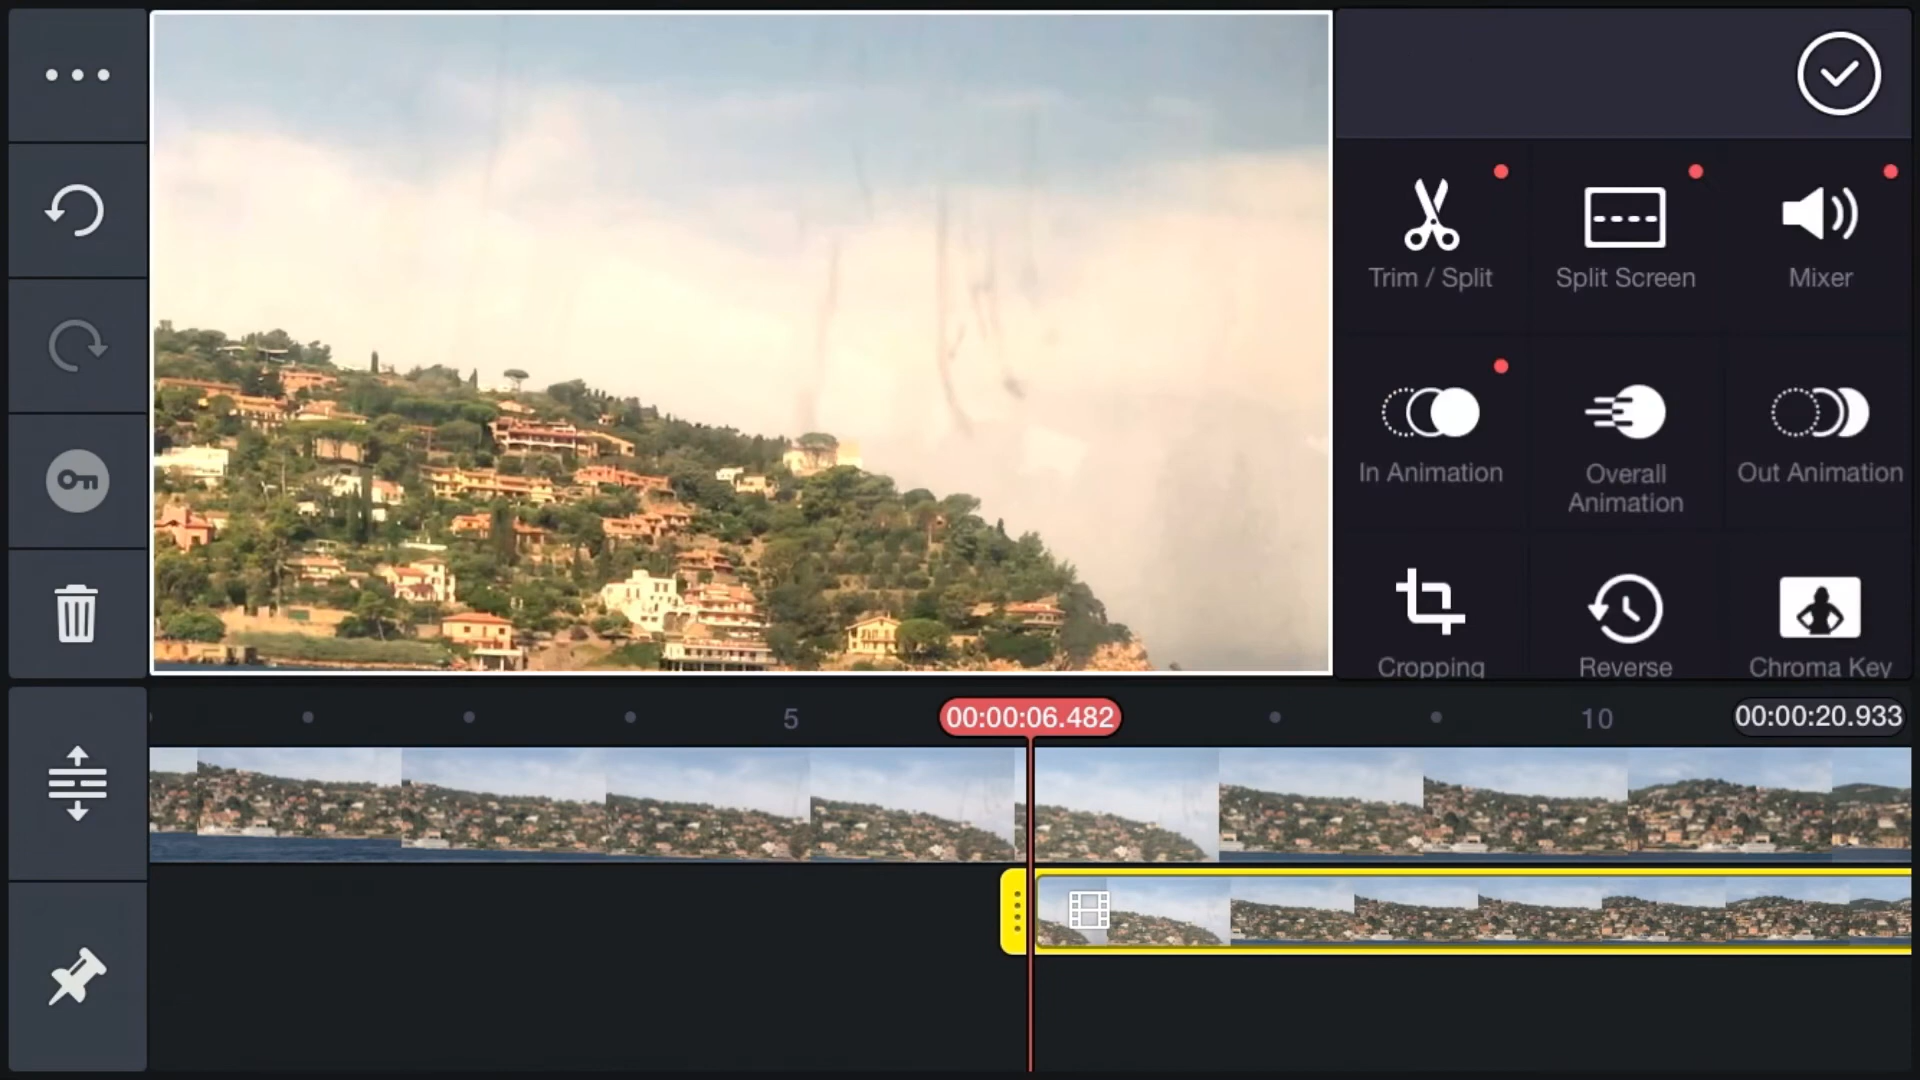 Trim / Split
Split Screen
Mixer
In Animation
Overall
Animation
Out Animation
Cropping
Reverse
Chroma Key
5
00:00:06.482
10
00:00:20.933